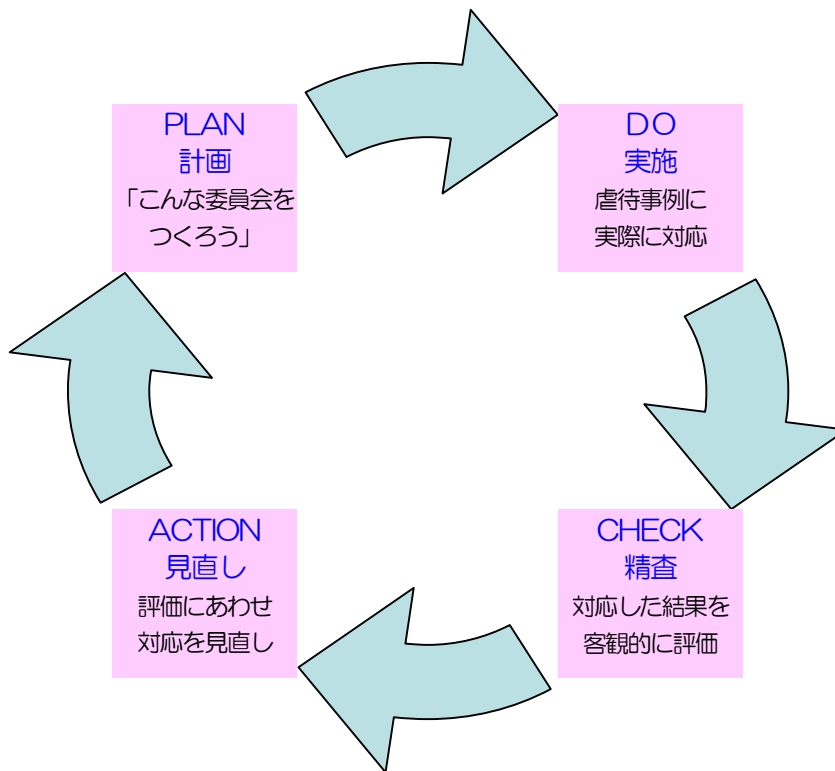 PLAN
計画
「こんな委員会を
つくろう」
DO
実施
虐待事例に
実際に対応
ACTION
見直し
評価にあわせ
対応を見直し
CHECK
精査
対応した結果を
客観的に評価